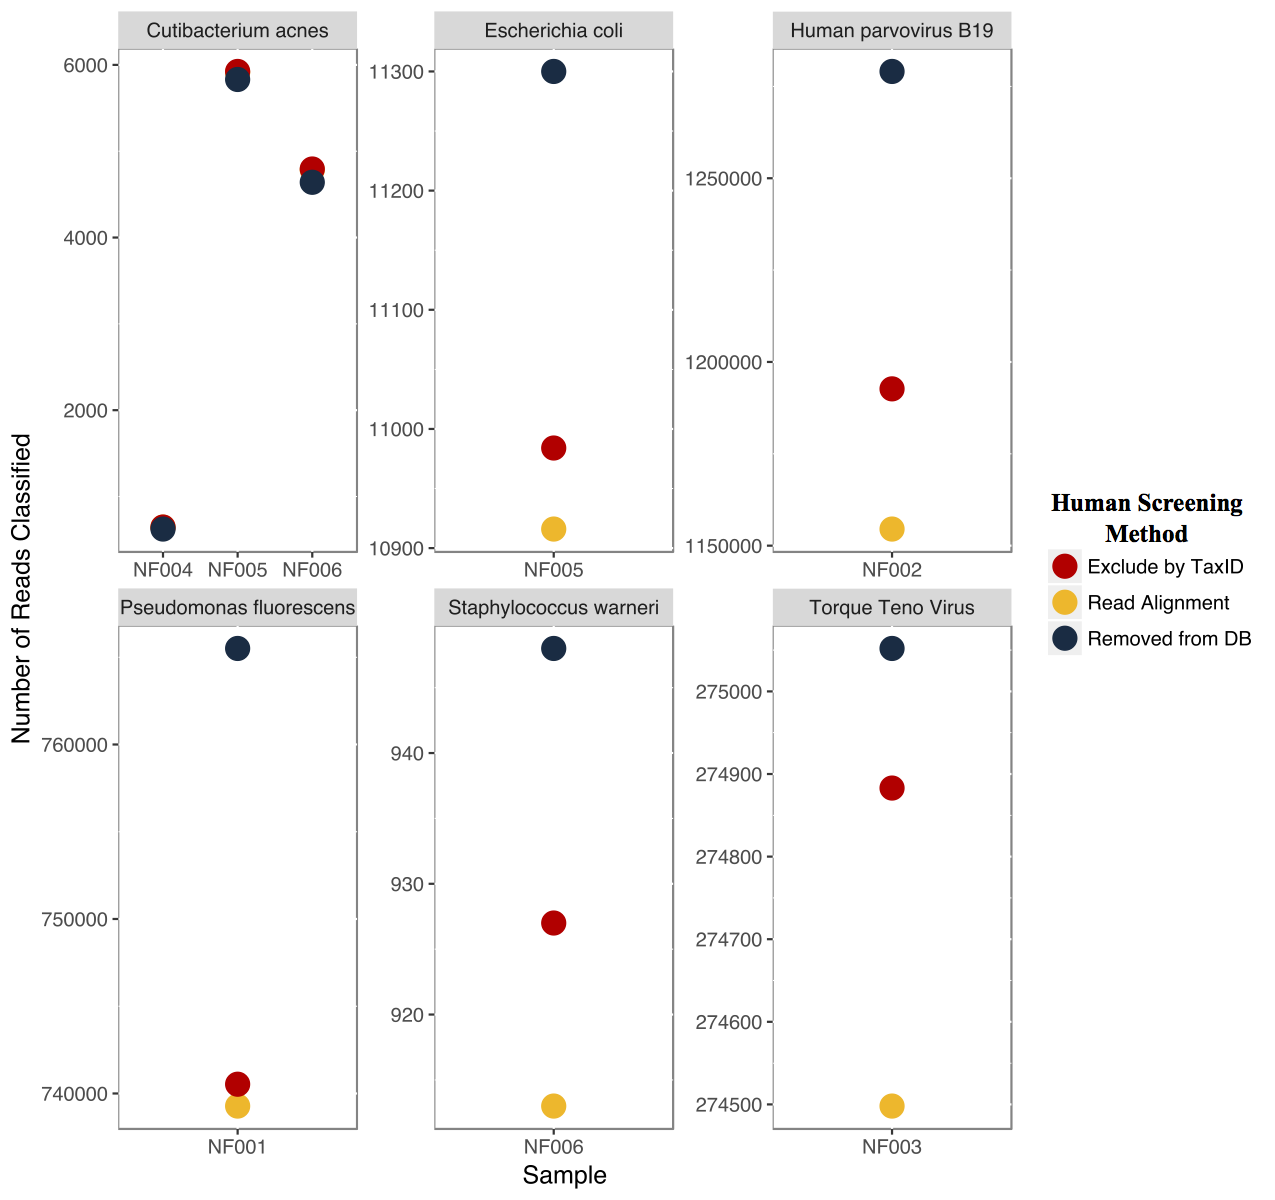 Cutibacterium acnes
Escherichia coli
Human parvovirus B19
6000
4000
2000
11300
11200
11100
11000
10900
1250000
1200000
1150000
NF004 NF005 NF006
NF005
NF002
Number of Reads Classified
Human Screening
Method
Exclude by TaxID
Read Alignment
Removed from DB
Pseudomonas fluorescens
Staphylococcus warneri
Torque Teno Virus
760000
750000
740000
940
930
920
275000
274900
274800
274700
274600
274500
NF001
NF006
NF003
Sample